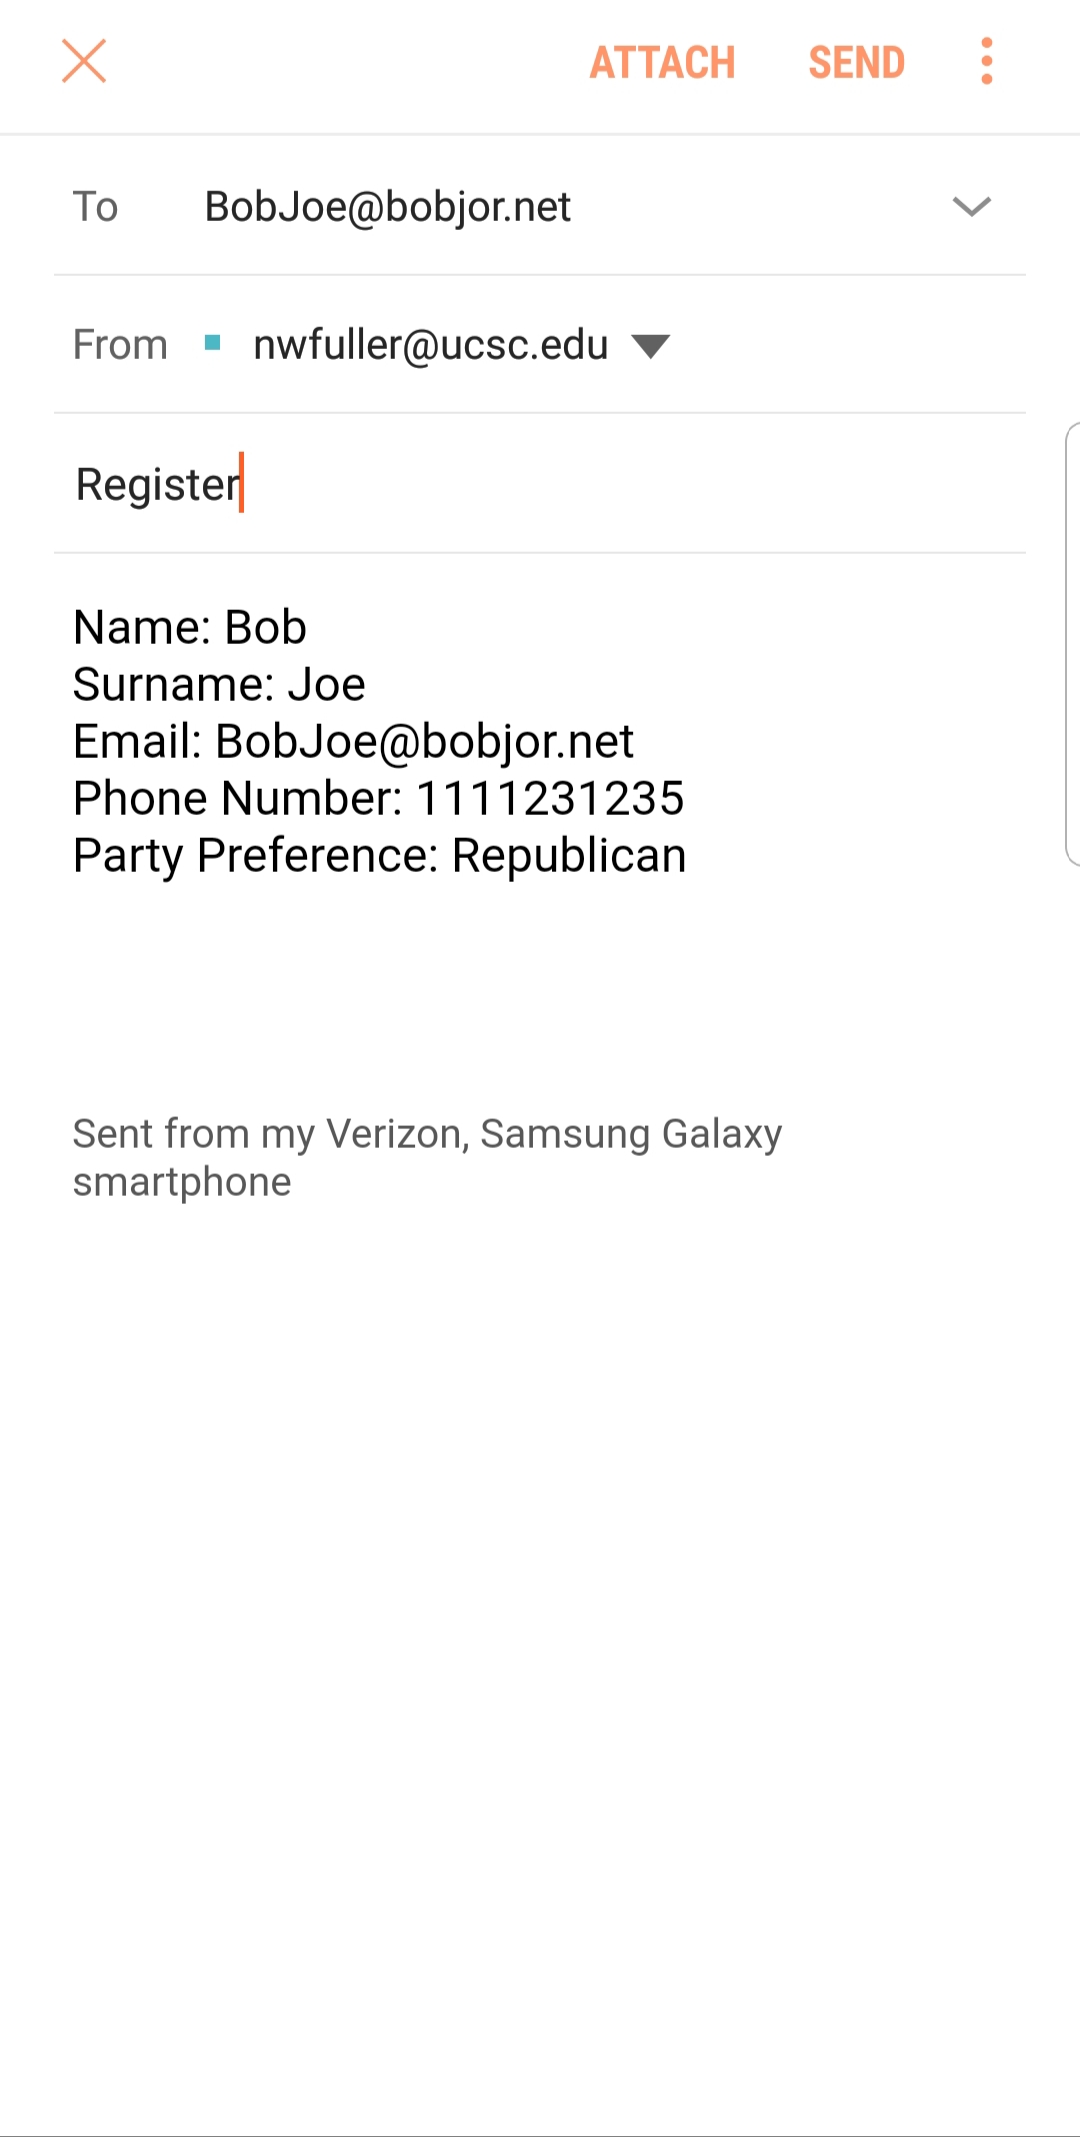 ATTACH SEND
To BobJoe@bobjor.net
From nwfuller@ucsc.edu
Register
Name: Bob
Surname: Joe
Email: BobJoe@bobjor.net
Phone Number: 1111231235
Party Preference: Republican
Sent from my Verizon, Samsung Galaxy
smartphone